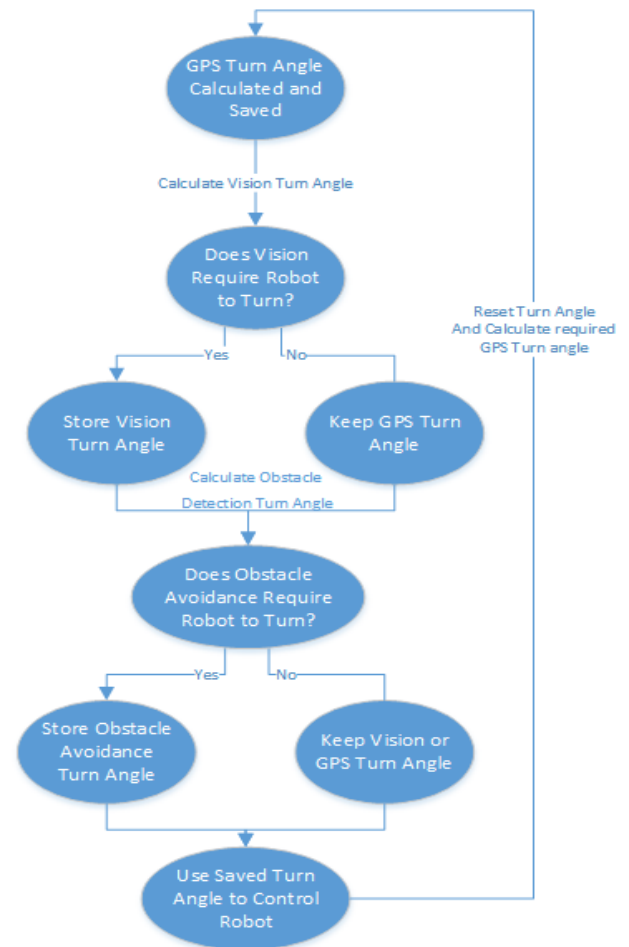 GPS Turn Angle
Calculated and
Saved
Calculate Vision Turn Angle
Does Vision
Require Robot
to Turn?
Reset Turn Angle
And Calculate required
GPS Turn angle
Yes
No
Store Vision
Turn Angle
Keep GPS Turn
Angle
Calculate Obstacle
Detection Turn Angle
Does Obstacle
Avoidance Require
Robot to Turn?
Yes
No
Store Obstacle
Avoidance
Turn Angle
Keep Vision or
GPS Turn Angle
Use Saved Turn
Angle to Control
Robot